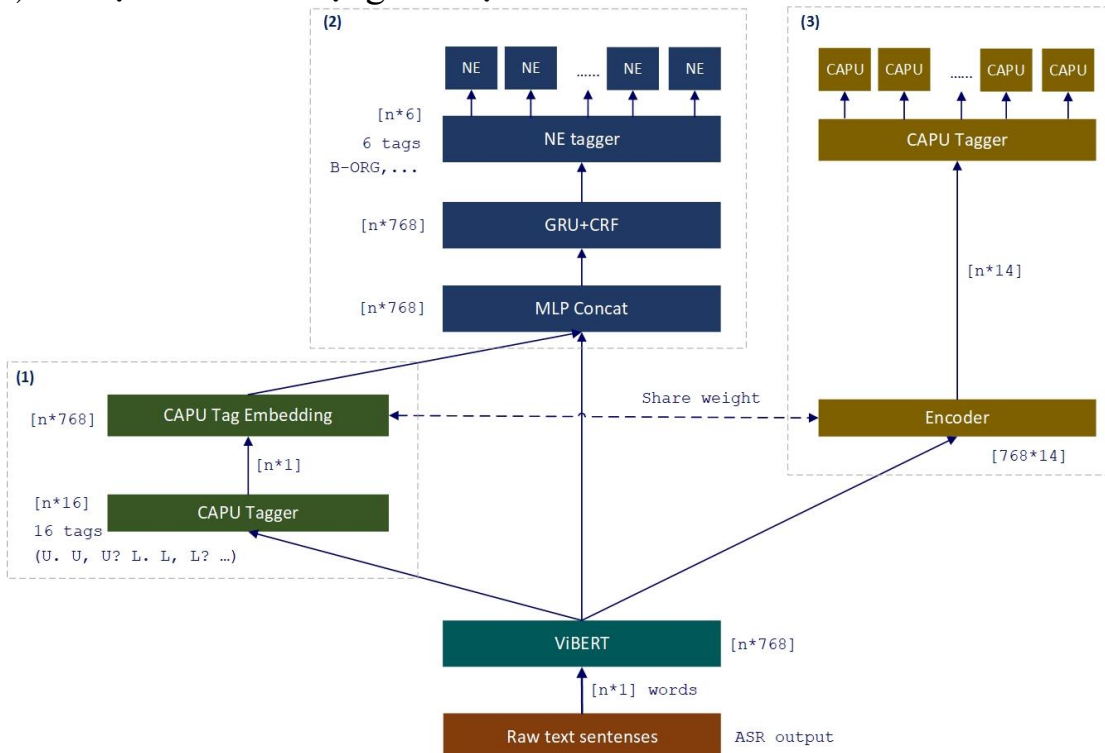 (2)
NE NE ...... NE NE
[n*6]
6 tags
B-ORG,...
NE tagger
[n*768]
GRU+CRF
[n*768]
MLP Concat
(3)
CAPU CAPU ...... CAPU CAPU
CAPU Tagger
[n*14]
Encoder
[768*14]
Share weight
(1)
[n*768]
CAPU Tag Embedding
[n*1]
[n*16]
16 tags
(U. U, U? L. L, L? …)
CAPU Tagger
ViBERT
[n*768]
[n*1] words
Raw text sentenses
ASR output